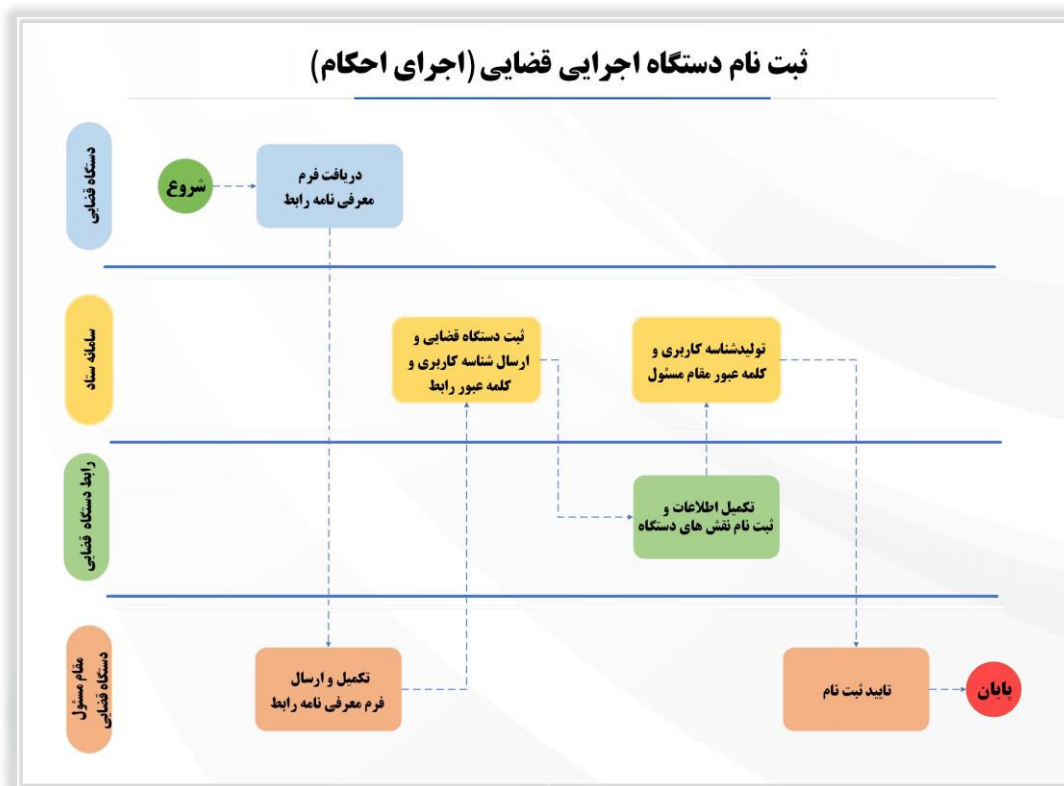 ثبت نام دستگاه اجرایی قضایی (اجرای احکام)
دستگاه قضایی
شروع
دریافت فرم
معرفی نامه رابط
سامانه ستاد
ثبت دستگاه قضایی و
ارسال شناسه کاربری و
کلمه عبور رابط
تولیدشناسه کاربری و
کلمه عبور مقام مسئول
رابط دستگاه قضایی
تکمیل اطلاعات و
ثبت نام نقش های دستگاه
مقام مسئول
دستگاه قضایی
تکمیل و ارسال
فرم معرفی نامه رابط
تایید ثبت نام
پایان